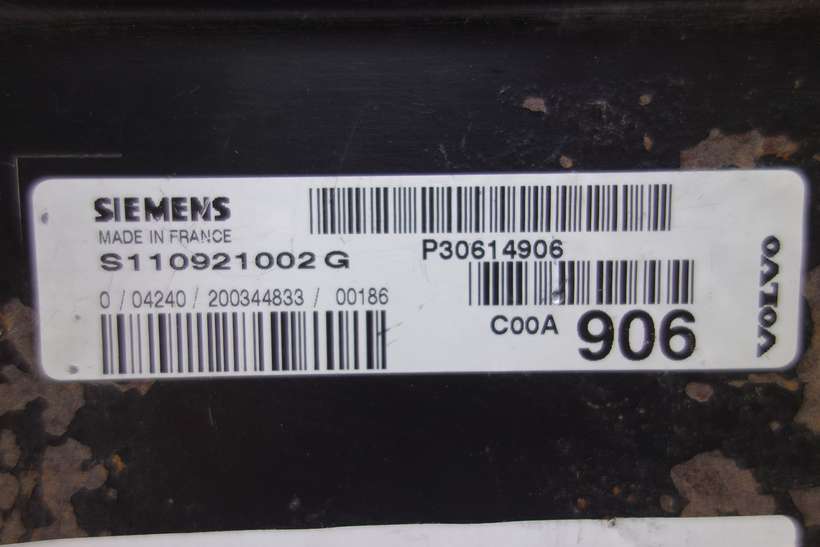 SIEMENS
MADE IN FRANCE
S110921002 G
0 / 04240 / 200344833 / 00186
P30614906
C00A 906
VOLVO